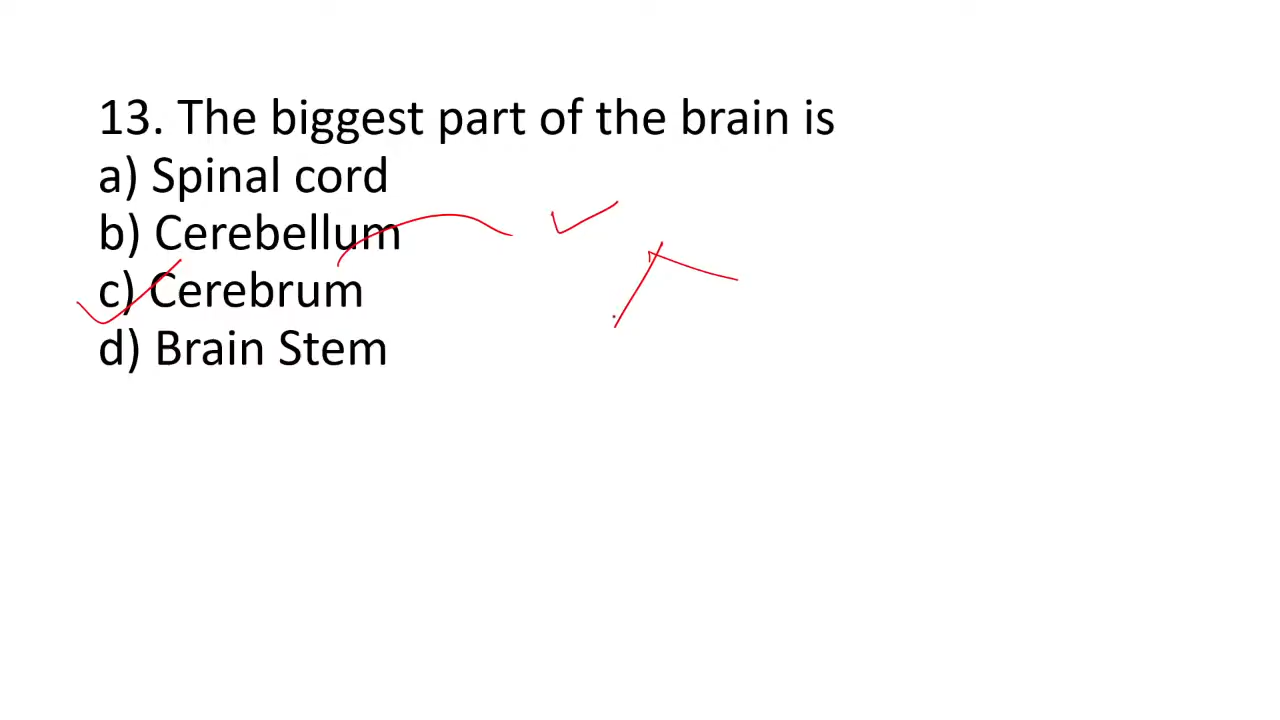 13. The biggest part of the brain is
a) Spinal cord
b) Cerebellum
c) Cerebrum
d) Brain Stem